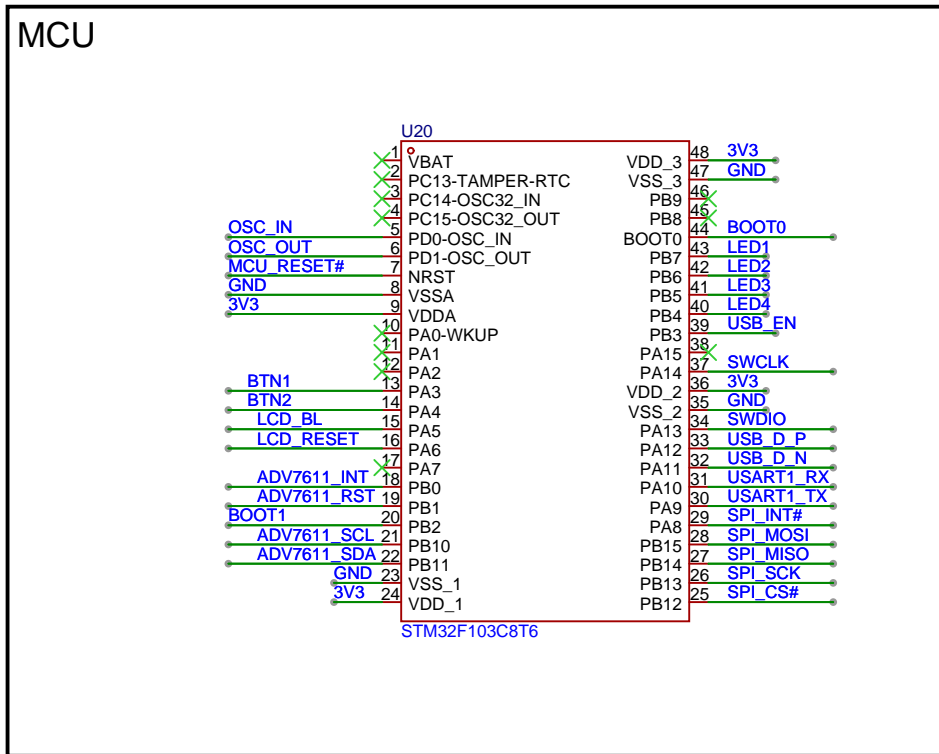 MCU
U20
1 VBAT VDD_3 48 3V3
2 PC13-TAMPER-RTC VSS_3 47 GND
3 PC14-OSC32_IN PB9 46
4 PC15-OSC32_OUT PB8 45
OSC_IN 5 PD0-OSC_IN BOOT0 44 BOOT0
OSC_OUT 6 PD1-OSC_OUT PB7 43 LED1
MCU_RESET# 7 NRST PB6 42 LED2
GND 8 VSSA PB5 41 LED3
3V3 9 VDDA PB4 40 LED4
10 PA0-WKUP PB3 39 USB_EN
11 PA1 PA15 38
12 PA2 PA14 37 SWCLK
BTN1 13 PA3 VDD_2 36 3V3
BTN2 14 PA4 VSS_2 35 GND
LCD_BL 15 PA5 PA13 34 SWDIO
LCD_RESET 16 PA6 PA12 33 USB_D_P
17 PA7 PA11 32 USB_D_N
ADV7611_INT 18 PB0 PA10 31 USART1_RX
ADV7611_RST 19 PB1 PA9 30 USART1_TX
BOOT1 20 PB2 PA8 29 SPI_INT#
ADV7611_SCL 21 PB10 PB15 28 SPI_MOSI
ADV7611_SDA 22 PB11 PB14 27 SPI_MISO
GND 23 VSS_1 PB13 26 SPI_SCK
3V3 24 VDD_1 PB12 25 SPI_CS#
STM32F103C8T6